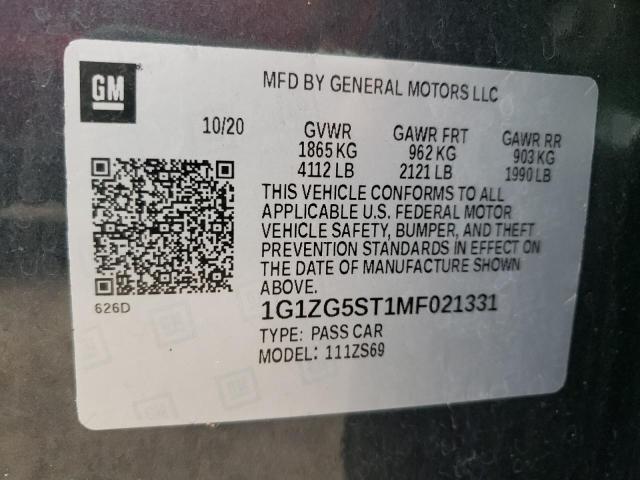 GM
MFD BY GENERAL MOTORS LLC
10/20 GVWR GAWR FRT GAWR RR
1865 KG 962 KG 903 KG
4112 LB 2121 LB 1990 LB
THIS VEHICLE CONFORMS TO ALL
APPLICABLE U.S. FEDERAL MOTOR
VEHICLE SAFETY, BUMPER, AND THEFT
PREVENTION STANDARDS IN EFFECT ON
THE DATE OF MANUFACTURE SHOWN
ABOVE.
626D
1G1ZG5ST1MF021331
TYPE: PASS CAR
MODEL: 111ZS69